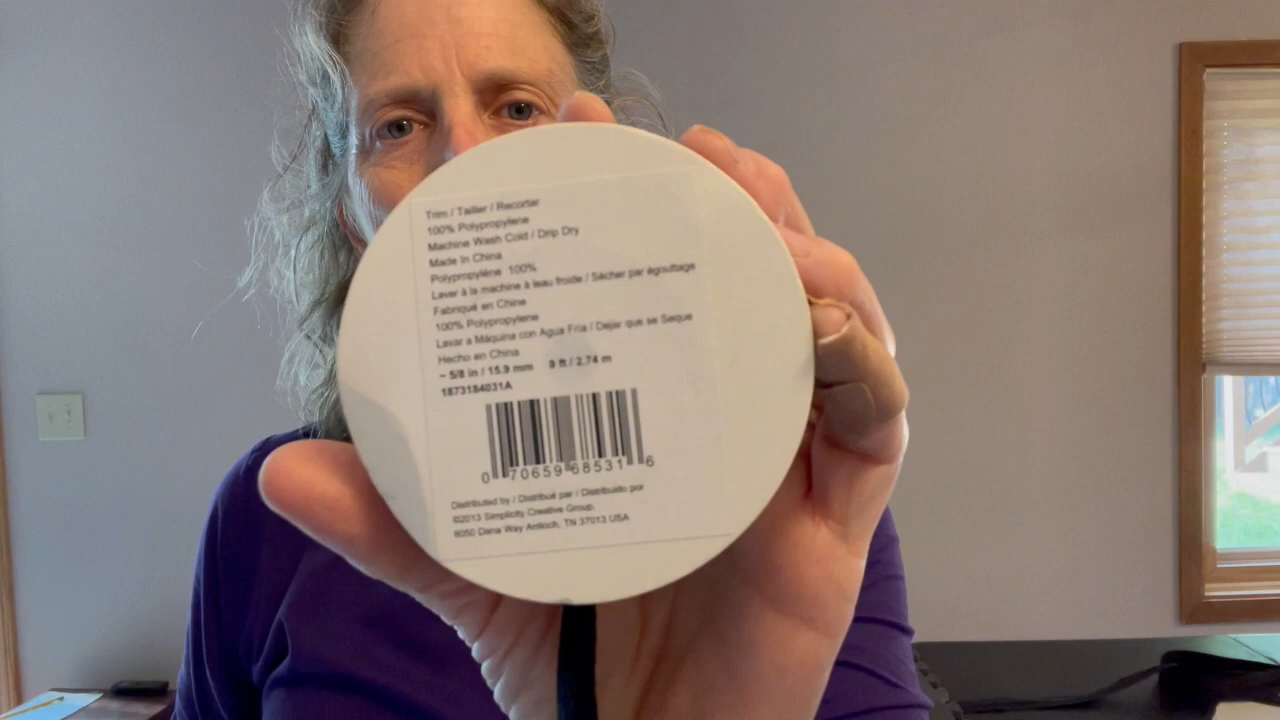 Trim / Tailler / Recortar
100% Polypropylene
Machine Wash Cold / Drip Dry
Made In China
Polypropylène 100%
Laver à la machine à leau froide / Sécher par égouttage
Fabriqué en Chine
100% Polypropylene
Lavar a Máquina con Agua Fria / Dejar que se Seque
Hecho en China
~ 5/8 in / 15.9 mm 9 ft / 2.74 m
1873184031A
0 70659 68531 6
Distributed by / Distribué par / Distribuido por
©2013 Simplicity Creative Group,
6050 Dana Way Antioch, TN 37013 USA